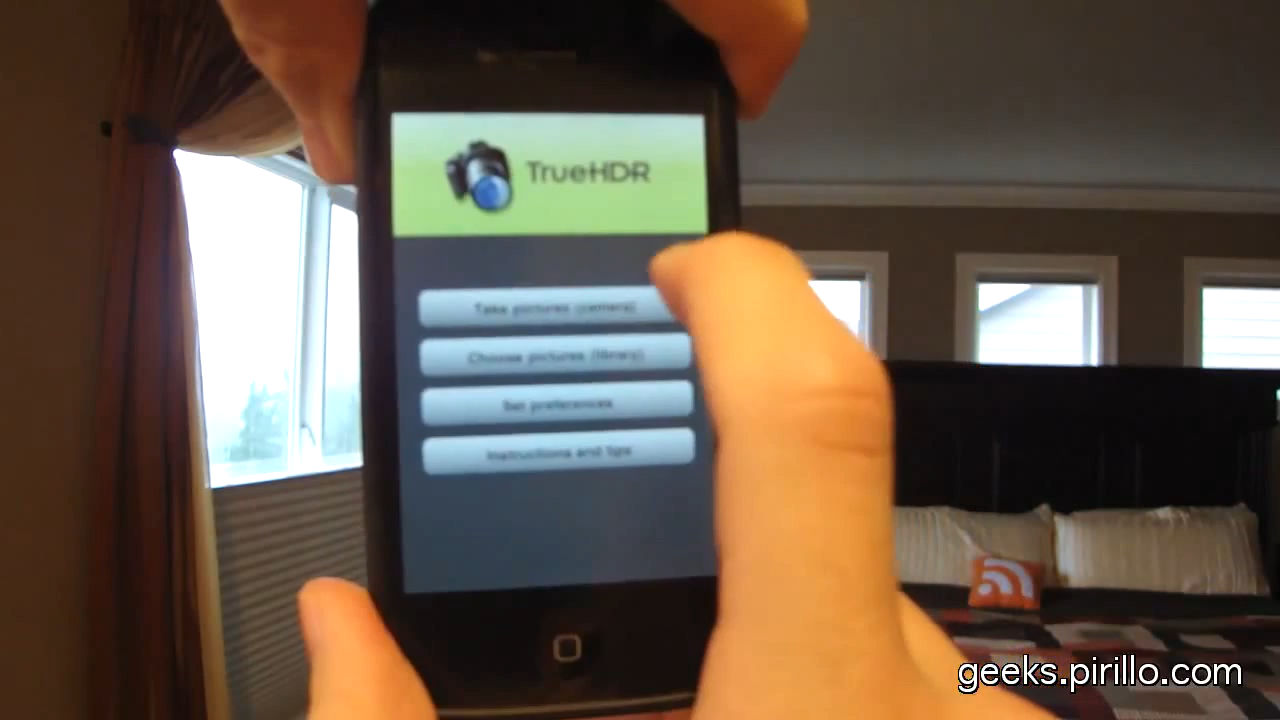 TrueHDR
Take pictures (camera)
Choose pictures (library)
Set preferences
Instructions and tips
geeks.pirillo.com